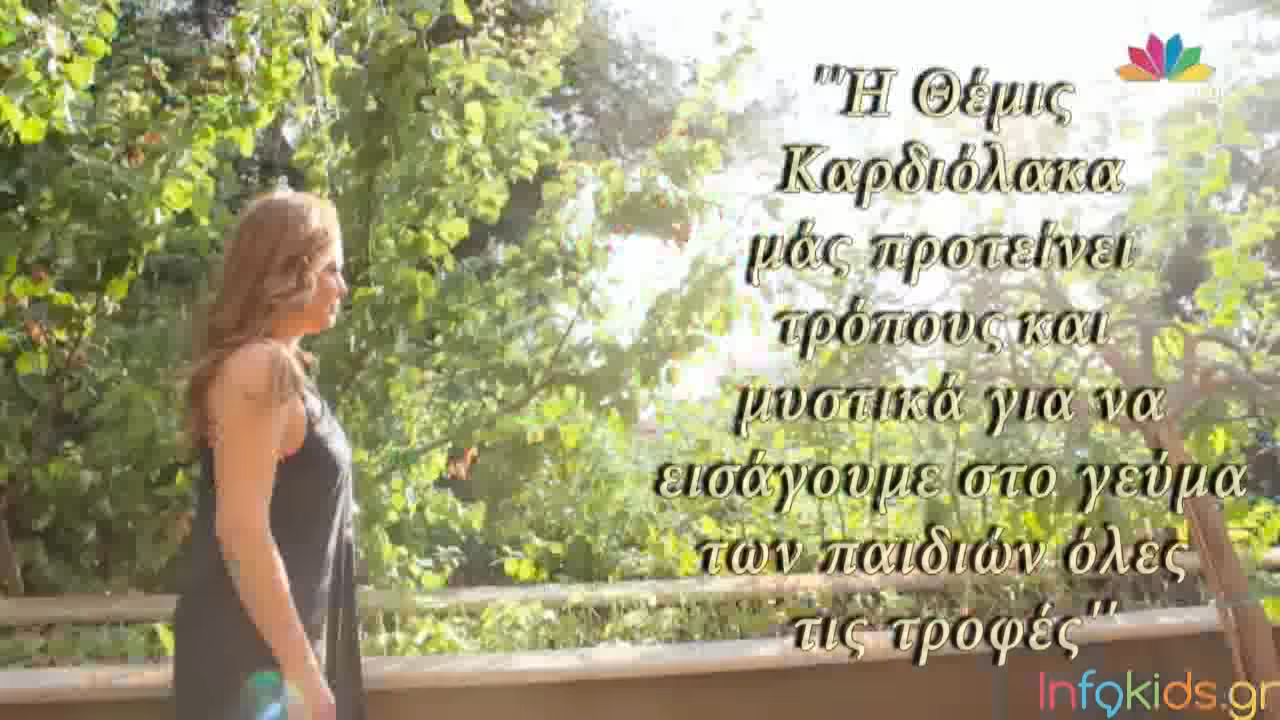 "Η Θέμις
Καρδιόλακα
μάς προτείνει
τρόπους και
μυστικά για να
εισάγουμε στο γεύμα
των παιδιών όλες
τις τροφές"
Infokids.gr